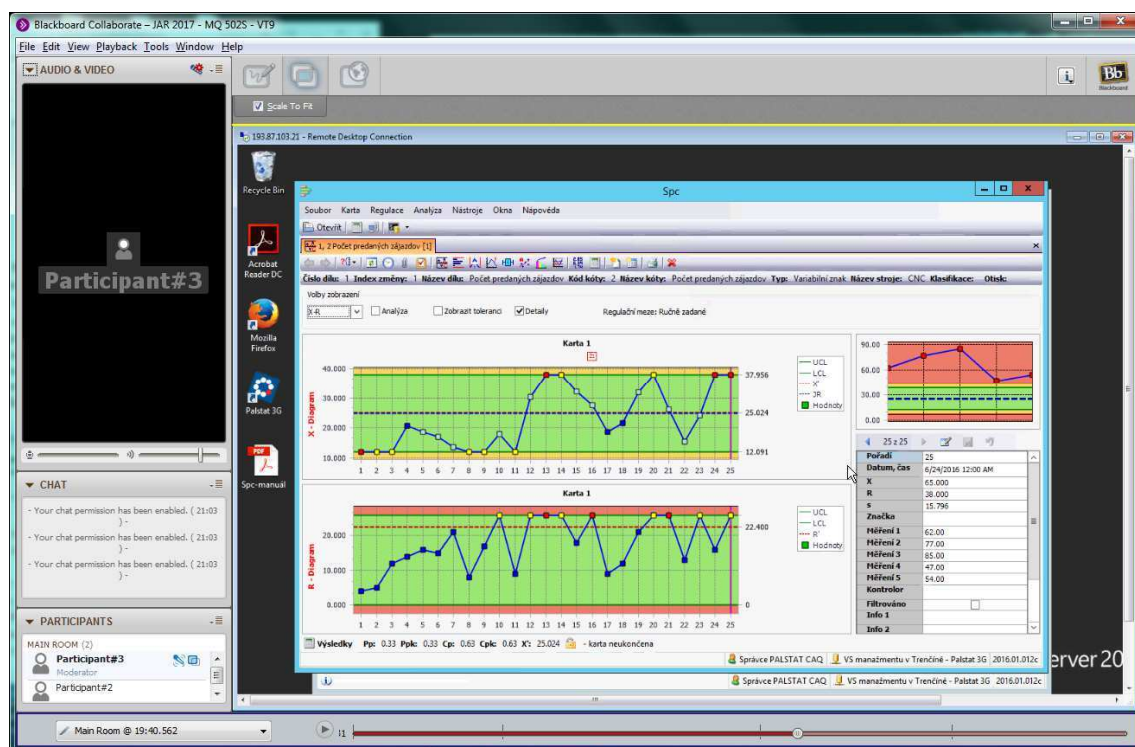 Blackboard Collaborate – JAR 2017 - MQ 502S - VT9
File Edit View Playback Tools Window Help
AUDIO & VIDEO
Participant#3
CHAT
- Your chat permission has been enabled. ( 21:03
) -
- Your chat permission has been enabled. ( 21:03
) -
- Your chat permission has been enabled. ( 21:03
) -
PARTICIPANTS
MAIN ROOM (2)
Participant#3
Moderator
Participant#2
Main Room @ 19:40.562
Scale To Fit
Bb
Blackboard
193.87.103.21 - Remote Desktop Connection
Recycle Bin
Acrobat
Reader DC
Mozilla
Firefox
Palstat 3G
PDF
Spc-manuál
Spc
Soubor Karta Regulace Analýza Nástroje Okna Nápověda
Otevřít
1, 2 Počet predaných zájazdov [1]
Číslo dílu: 1 Index změny: 1 Název dílu: Počet predaných zájazdov Kód kóty: 2 Název kóty: Počet predaných zájazdov Typ: Variabilní znak Název stroje: CNC Klasifikace: Otisk:
Volby zobrazení
X-R Analýza Zobrazit toleranci Detaily Regulační meze: Ručně zadané
Karta 1
X - Diagram
40.000
30.000
20.000
10.000
37.956
25.024
12.091
1 2 3 4 5 6 7 8 9 10 11 12 13 14 15 16 17 18 19 20 21 22 23 24 25
UCL
LCL
X'
JR
Hodnoty
Karta 1
R - Diagram
20.000
10.000
0.000
22.400
0
1 2 3 4 5 6 7 8 9 10 11 12 13 14 15 16 17 18 19 20 21 22 23 24 25
UCL
LCL
R'
Hodnoty
90.00
60.00
30.00
0.00
25 z 25
Pořadí 25
Datum, čas 6/24/2016 12:00 AM
X 65.000
R 38.000
s 15.796
Značka
Měření 1 62.00
Měření 2 77.00
Měření 3 85.00
Měření 4 47.00
Měření 5 54.00
Kontrolor
Filtrováno
Info 1
Info 2
Výsledky Pp: 0.33 Ppk: 0.33 Cp: 0.63 Cpk: 0.63 X': 25.024 - karta neukončena
Správce PALSTAT CAQ VS manažmentu v Trenčíně - Palstat 3G 2016.01.012c
erver 20
Správce PALSTAT CAQ VS manažmentu v Trenčíně - Palstat 3G 2016.01.012c